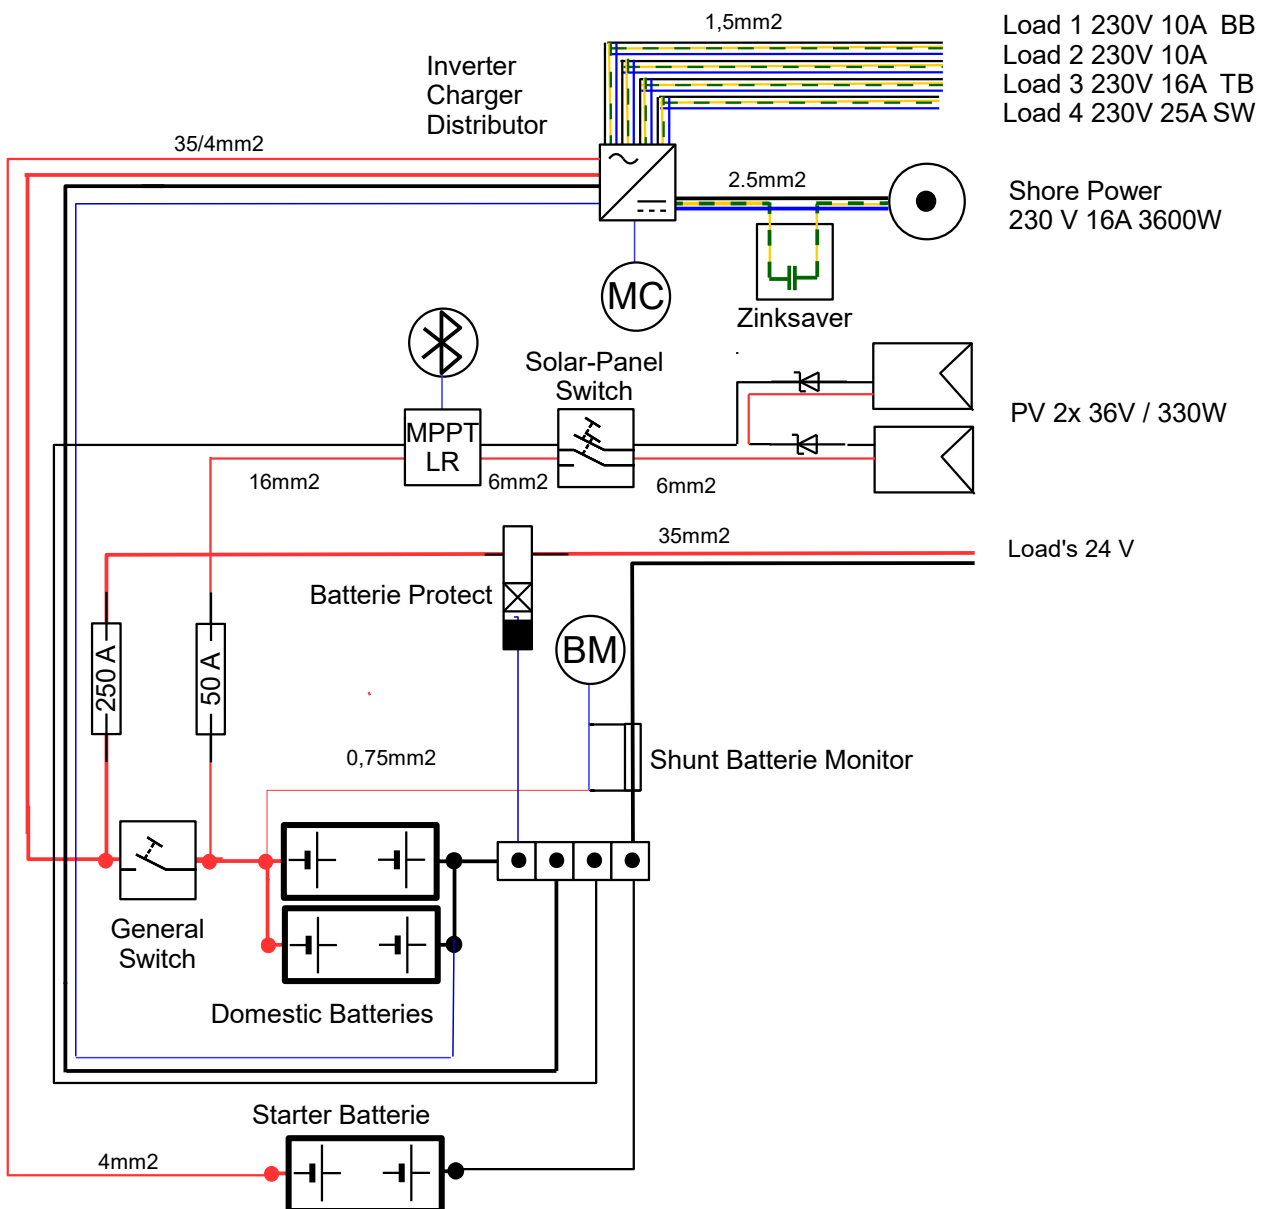 1,5mm2
Load 1 230V 10A  BB
Load 2 230V 10A
Load 3 230V 16A  TB
Load 4 230V 25A SW
Inverter
Charger
Distributor
35/4mm2
2.5mm2
Shore Power
230 V 16A 3600W
MC
Zinksaver
Solar-Panel
Switch
MPPT
LR
PV 2x 36V / 330W
16mm2
6mm2
6mm2
35mm2
Load's 24 V
Batterie Protect
250 A
50 A
BM
0,75mm2
Shunt Batterie Monitor
General
Switch
Domestic Batteries
Starter Batterie
4mm2